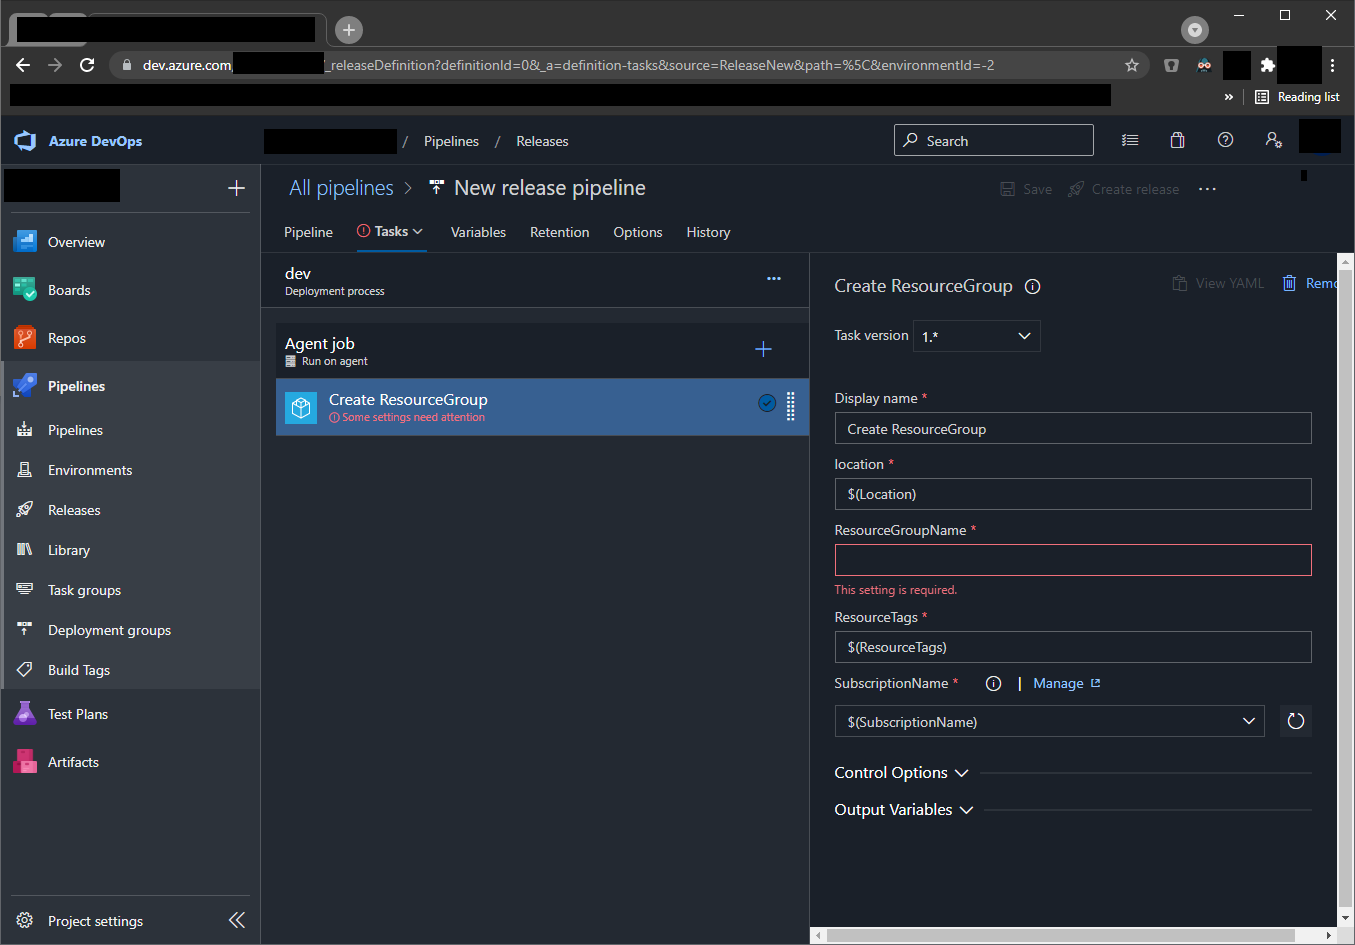 dev.azure.com
_releaseDefinition?definitionId=0&_a=definition-tasks&source=ReleaseNew&path=%5C&environmentId=-2
» Reading list
Azure DevOps
/ Pipelines / Releases
Search
All pipelines > New release pipeline
Save
Create release
...
Pipeline
Tasks
Variables
Retention
Options
History
Overview
Boards
Repos
Pipelines
Pipelines
Environments
Releases
Library
Task groups
Deployment groups
Build Tags
Test Plans
Artifacts
Project settings
dev
Deployment process
Agent job
Run on agent
Create ResourceGroup
Some settings need attention
Create ResourceGroup
View YAML
Remo
Task version 1.*
Display name *
Create ResourceGroup
location *
$(Location)
ResourceGroupName *
This setting is required.
ResourceTags *
$(ResourceTags)
SubscriptionName * | Manage
$(SubscriptionName)
Control Options
Output Variables